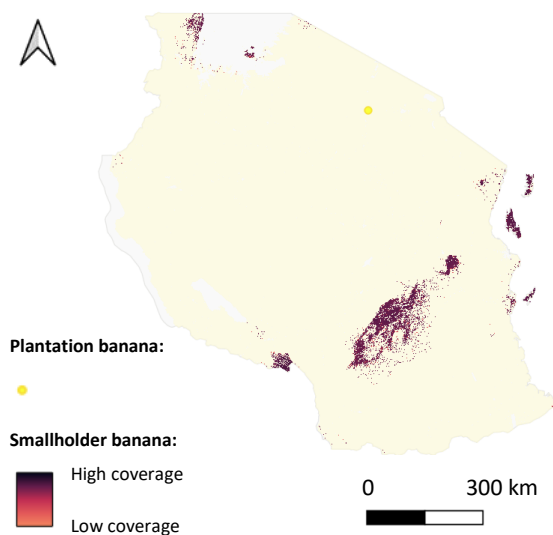 Plantation banana:
Smallholder banana:
High coverage
Low coverage
0 300 km